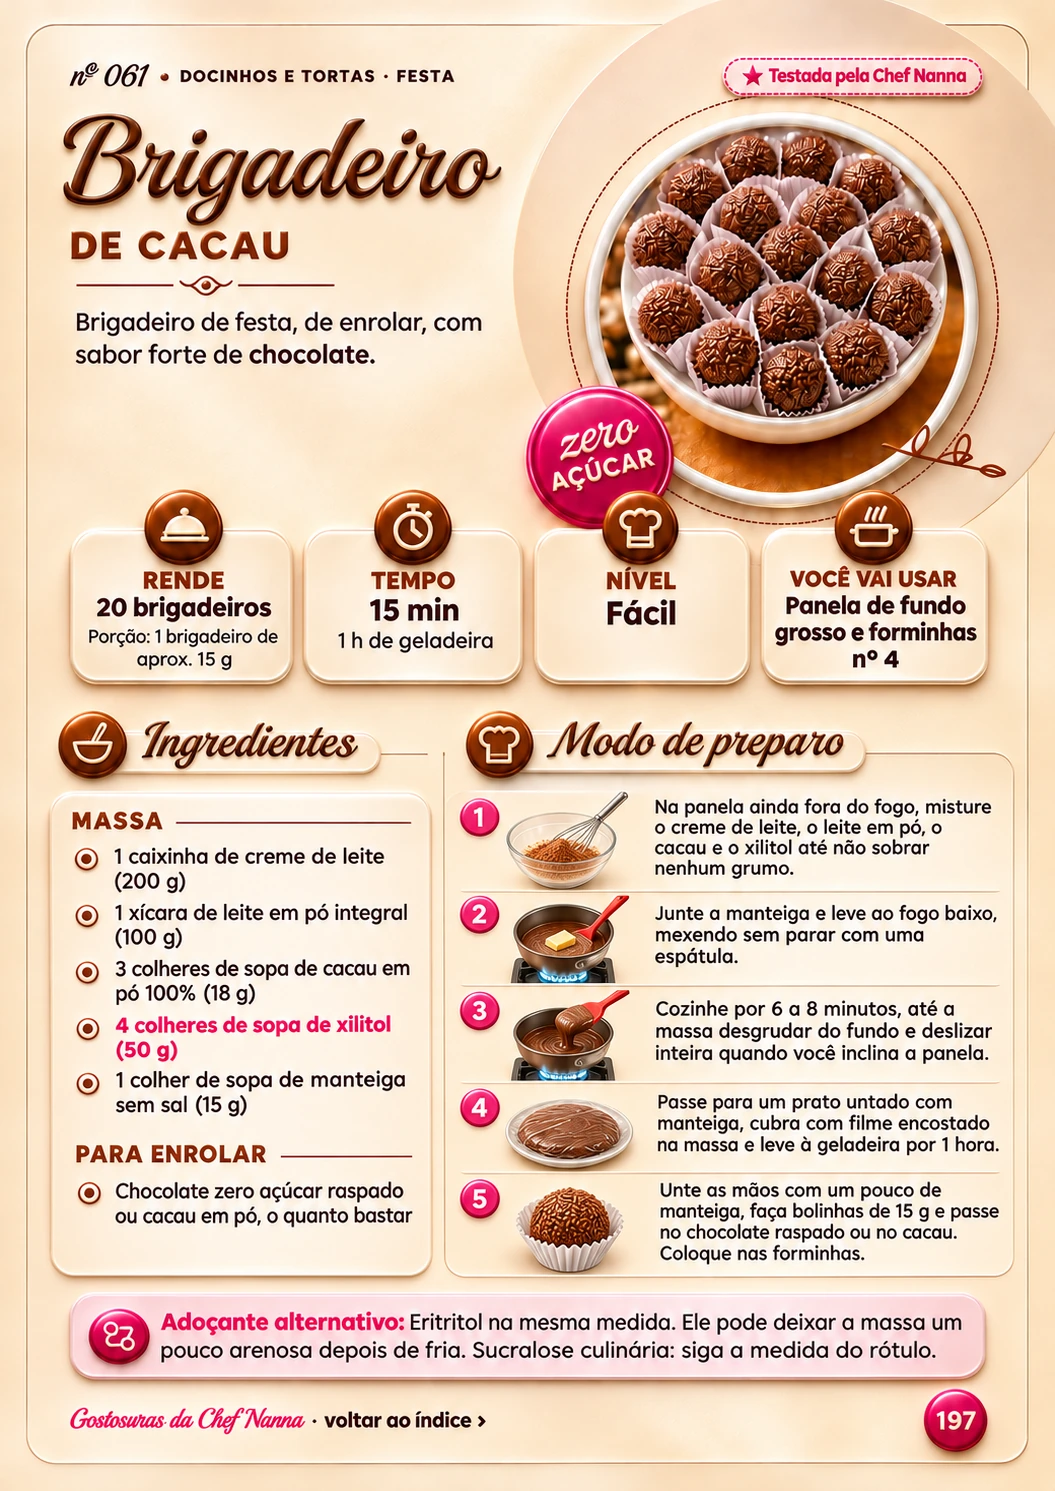 nº 061 • DOCINHOS E TORTAS · FESTA
★ Testada pela Chef Nanna
Brigadeiro
DE CACAU
Brigadeiro de festa, de enrolar, com
sabor forte de chocolate.
zero
AÇÚCAR
RENDE
20 brigadeiros
Porção: 1 brigadeiro de
aprox. 15 g
TEMPO
15 min
1 h de geladeira
NÍVEL
Fácil
VOCÊ VAI USAR
Panela de fundo
grosso e forminhas
nº 4
Ingredientes
MASSA
1 caixinha de creme de leite
(200 g)
1 xícara de leite em pó integral
(100 g)
3 colheres de sopa de cacau em
pó 100% (18 g)
4 colheres de sopa de xilitol
(50 g)
1 colher de sopa de manteiga
sem sal (15 g)
PARA ENROLAR
Chocolate zero açúcar raspado
ou cacau em pó, o quanto bastar
Modo de preparo
1
Na panela ainda fora do fogo, misture
o creme de leite, o leite em pó, o
cacau e o xilitol até não sobrar
nenhum grumo.
2
Junte a manteiga e leve ao fogo baixo,
mexendo sem parar com uma
espátula.
3
Cozinhe por 6 a 8 minutos, até a
massa desgrudar do fundo e deslizar
inteira quando você inclina a panela.
4
Passe para um prato untado com
manteiga, cubra com filme encostado
na massa e leve à geladeira por 1 hora.
5
Unte as mãos com um pouco de
manteiga, faça bolinhas de 15 g e passe
no chocolate raspado ou no cacau.
Coloque nas forminhas.
Adoçante alternativo: Eritritol na mesma medida. Ele pode deixar a massa um
pouco arenosa depois de fria. Sucralose culinária: siga a medida do rótulo.
Gostosuras da Chef Nanna · voltar ao índice ›
197